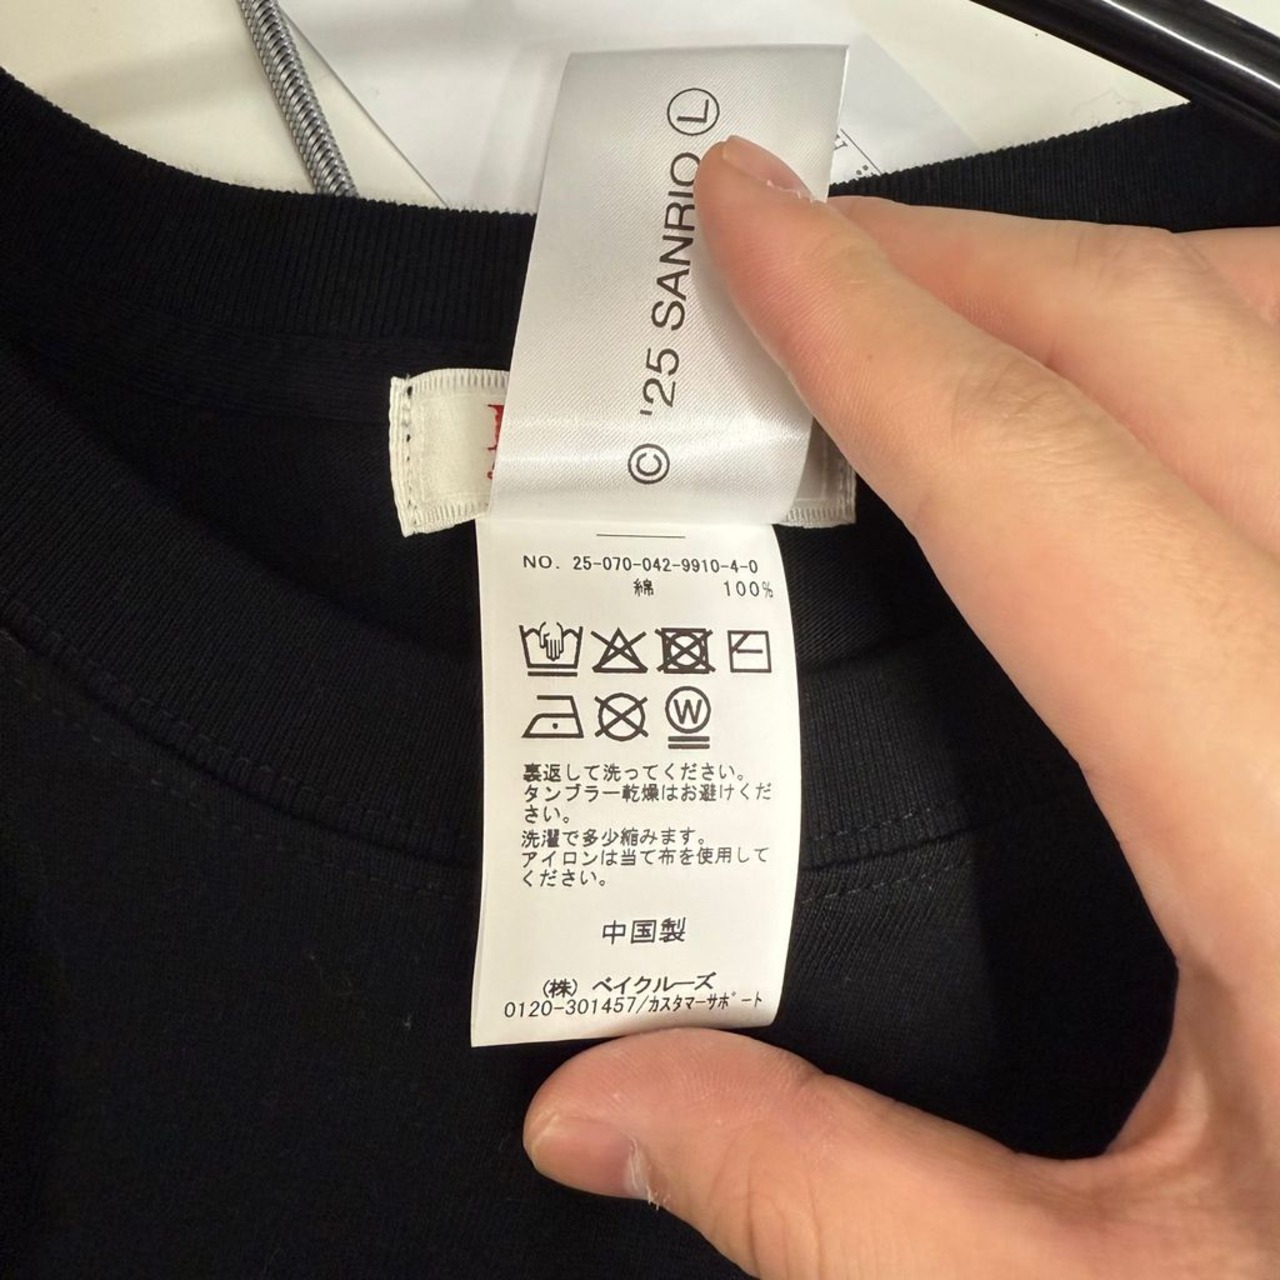 © '25 SANRIO Ⓛ
NO. 25-070-042-9910-4-0
綿 100%
W
裏返して洗ってください。
タンブラー乾燥はお避けくだ
さい。
洗濯で多少縮みます。
アイロンは当て布を使用して
ください。
中国製
(株) ベイクルーズ
0120-301457/ｶｽﾀﾏｰｻﾎﾟｰﾄ